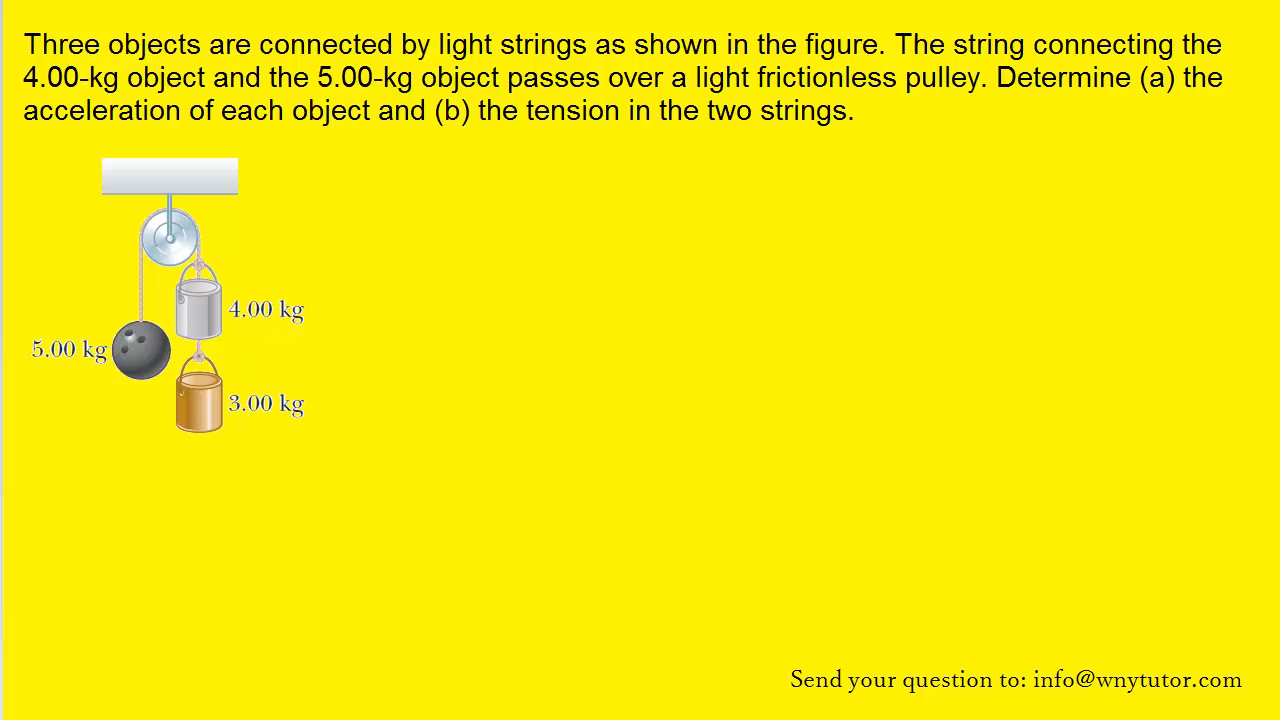 Three objects are connected by light strings as shown in the figure. The string connecting the
4.00-kg object and the 5.00-kg object passes over a light frictionless pulley. Determine (a) the
acceleration of each object and (b) the tension in the two strings.
4.00 kg
5.00 kg
3.00 kg
Send your question to: info@wnytutor.com